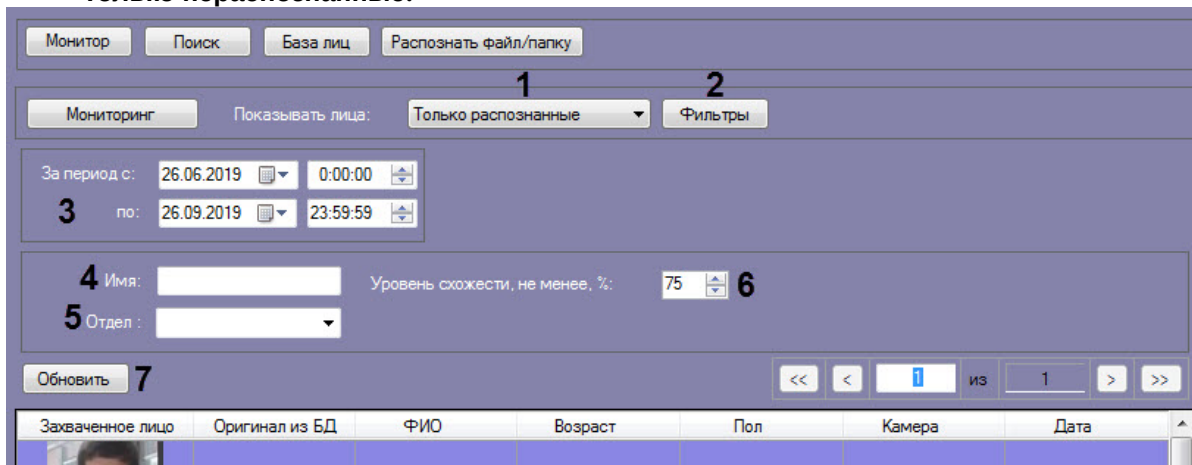 Только нераспознанные.
Монитор Поиск База лиц Распознать файл/папку
1 2
Мониторинг Показывать лица: Только распознанные Фильтры
За период с: 26.06.2019 0:00:00
3 по: 26.09.2019 23:59:59
4 Имя: Уровень схожести, не менее, %: 75 6
5 Отдел :
Обновить 7 << < 1 из 1 > >>
Захваченное лицо Оригинал из БД ФИО Возраст Пол Камера Дата